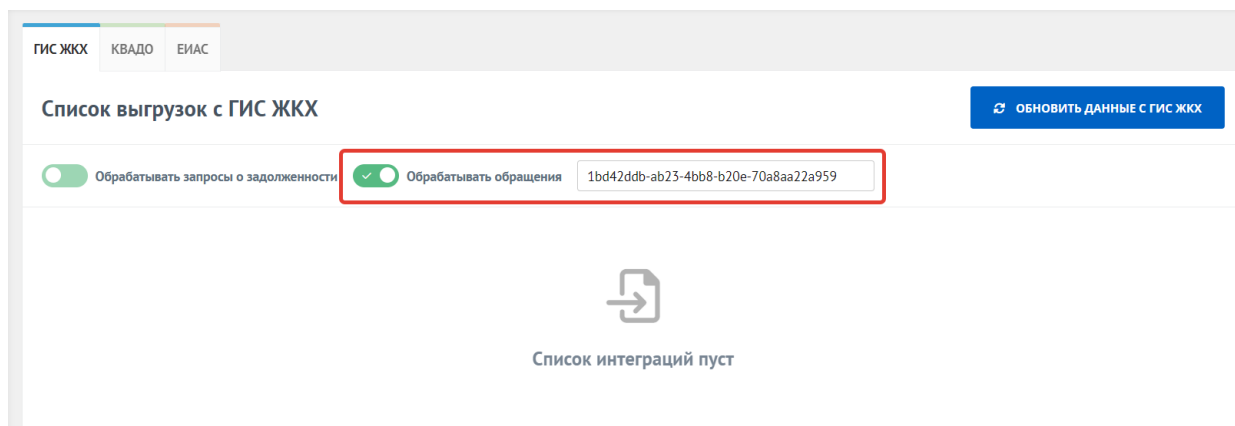 ГИС ЖКХ КВАДО ЕИАС
Список выгрузок с ГИС ЖКХ ОБНОВИТЬ ДАННЫЕ С ГИС ЖКХ
Обрабатывать запросы о задолженности Обрабатывать обращения 1bd42ddb-ab23-4bb8-b20e-70a8aa22a959
Список интеграций пуст